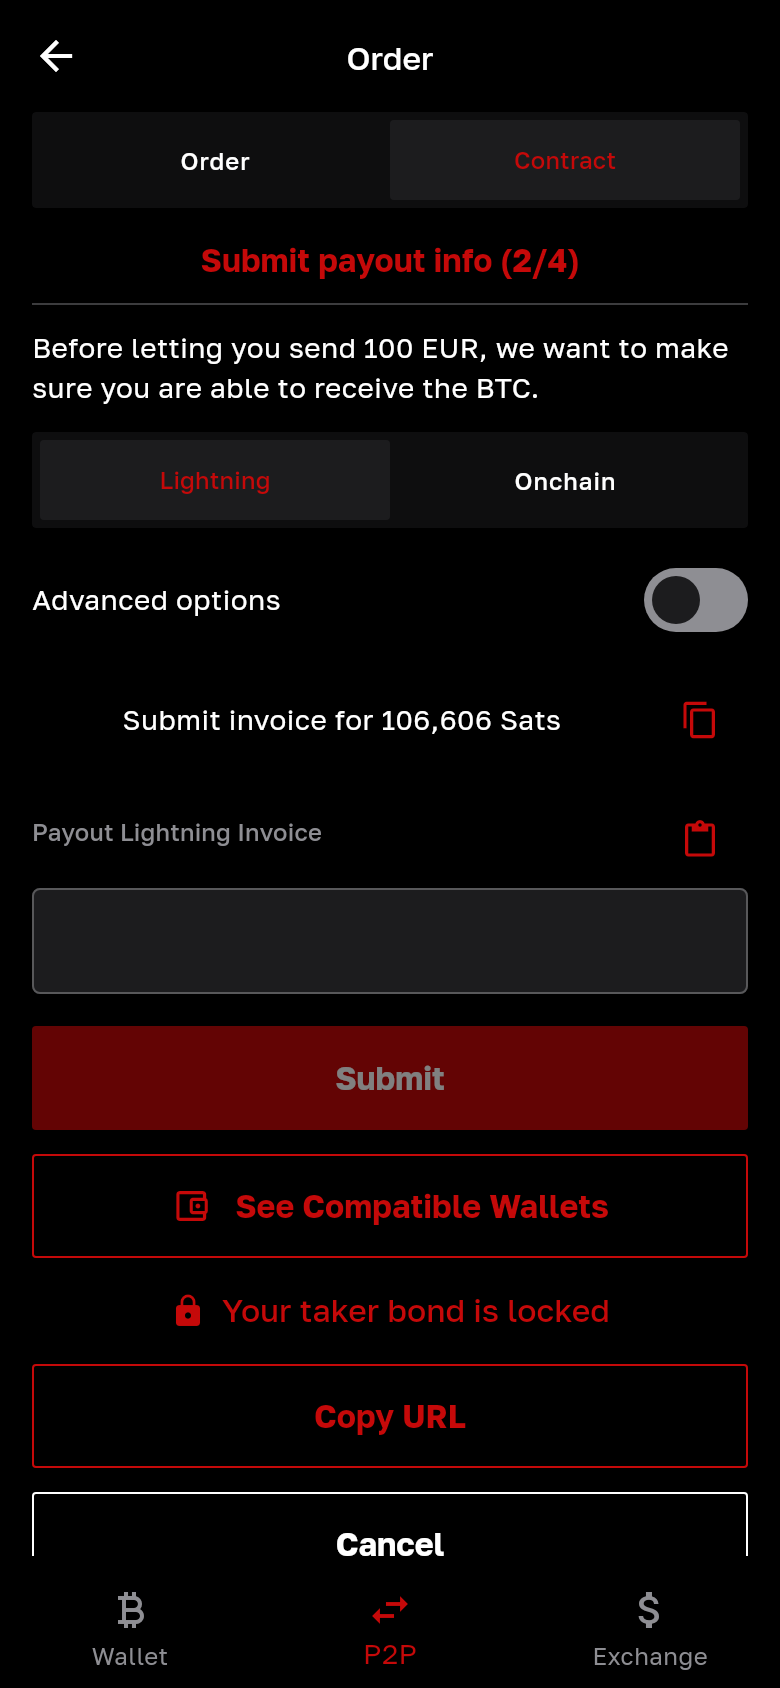 Order
Order
Contract
Submit payout info (2/4)
Before letting you send 100 EUR, we want to make
sure you are able to receive the BTC.
Lightning
Onchain
Advanced options
Submit invoice for 106,606 Sats
Payout Lightning Invoice
Submit
See Compatible Wallets
Your taker bond is locked
Copy URL
Cancel
Wallet
P2P
Exchange